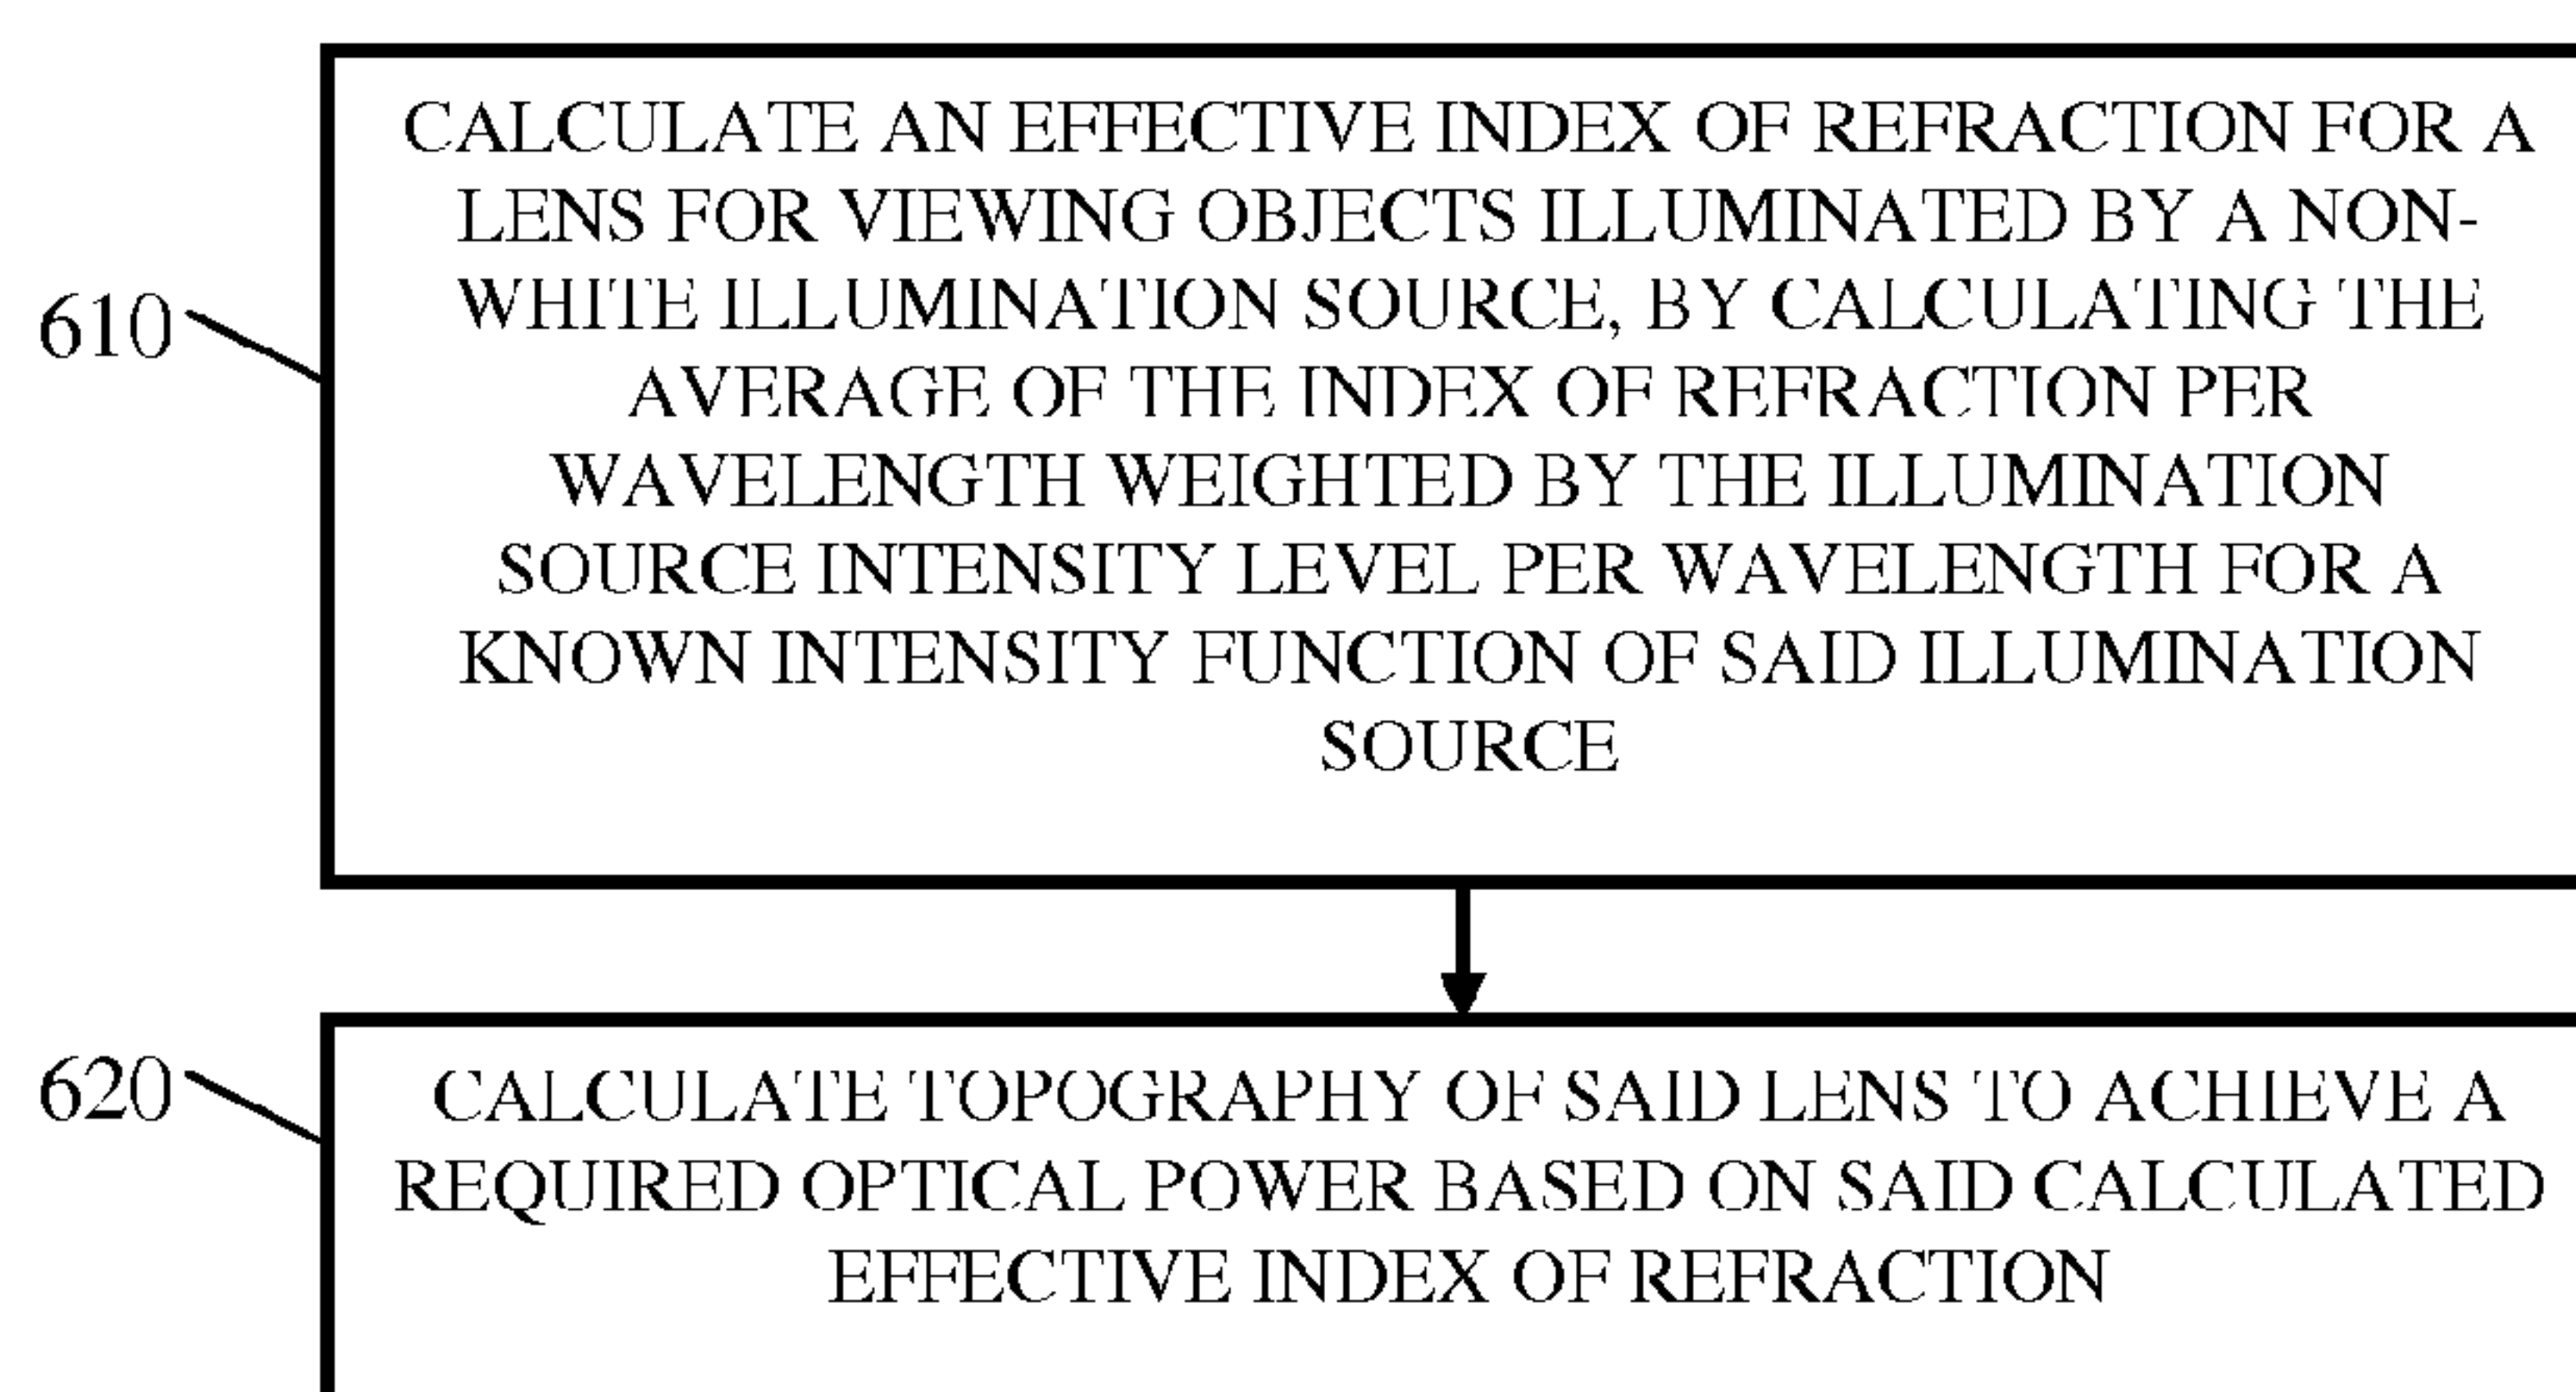 CALCULATE AN EFFECTIVE INDEX OF REFRACTION FOR A
LENS FOR VIEWING OBJECTS ILLUMINATED BY A NON-
WHITE ILLUMINATION SOURCE, BY CALCULATING THE
AVERAGE OF THE INDEX OF REFRACTION PER
WAVELENGTH WEIGHTED BY THE ILLUMINATION
SOURCE INTENSITY LEVEL PER WAVELENGTH FOR A
KNOWN INTENSITY FUNCTION OF SAID ILLUMINATION
SOURCE
610
CALCULATE TOPOGRAPHY OF SAID LENS TO ACHIEVE A
REQUIRED OPTICAL POWER BASED ON SAID CALCULATED
EFFECTIVE INDEX OF REFRACTION
620